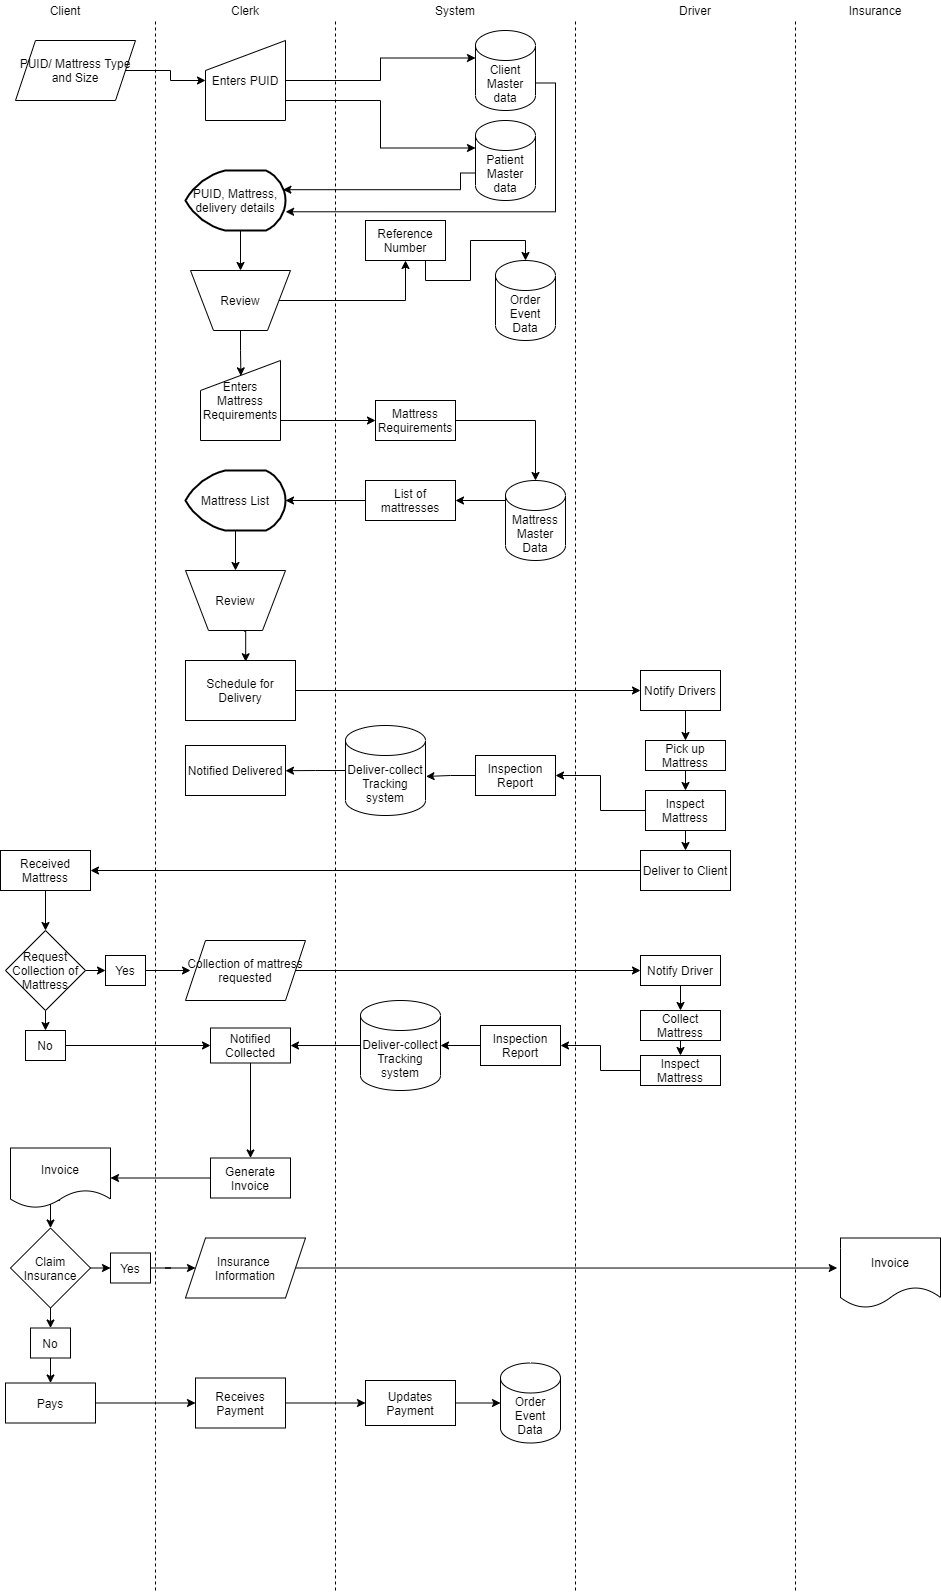 Client
Clerk
System
Driver
Insurance
PUID/ Mattress Type
and Size
Enters PUID
Client
Master
data
Patient
Master
data
PUID, Mattress,
delivery details
Reference
Number
Review
Order
Event
Data
Enters
Mattress
Requirements
Mattress
Requirements
Mattress List
List of
mattresses
Mattress
Master
Data
Review
Schedule for
Delivery
Notify Drivers
Pick up
Mattress
Notified Delivered
Deliver-collect
Tracking
system
Inspection
Report
Inspect
Mattress
Received
Mattress
Deliver to Client
Request
Collection of
Mattress
Yes
Collection of mattress
requested
Notify Driver
Collect
Mattress
No
Notified
Collected
Deliver-collect
Tracking
system
Inspection
Report
Inspect
Mattress
Invoice
Generate
Invoice
Claim
Insurance
Yes
Insurance
Information
Invoice
No
Pays
Receives
Payment
Updates
Payment
Order
Event
Data